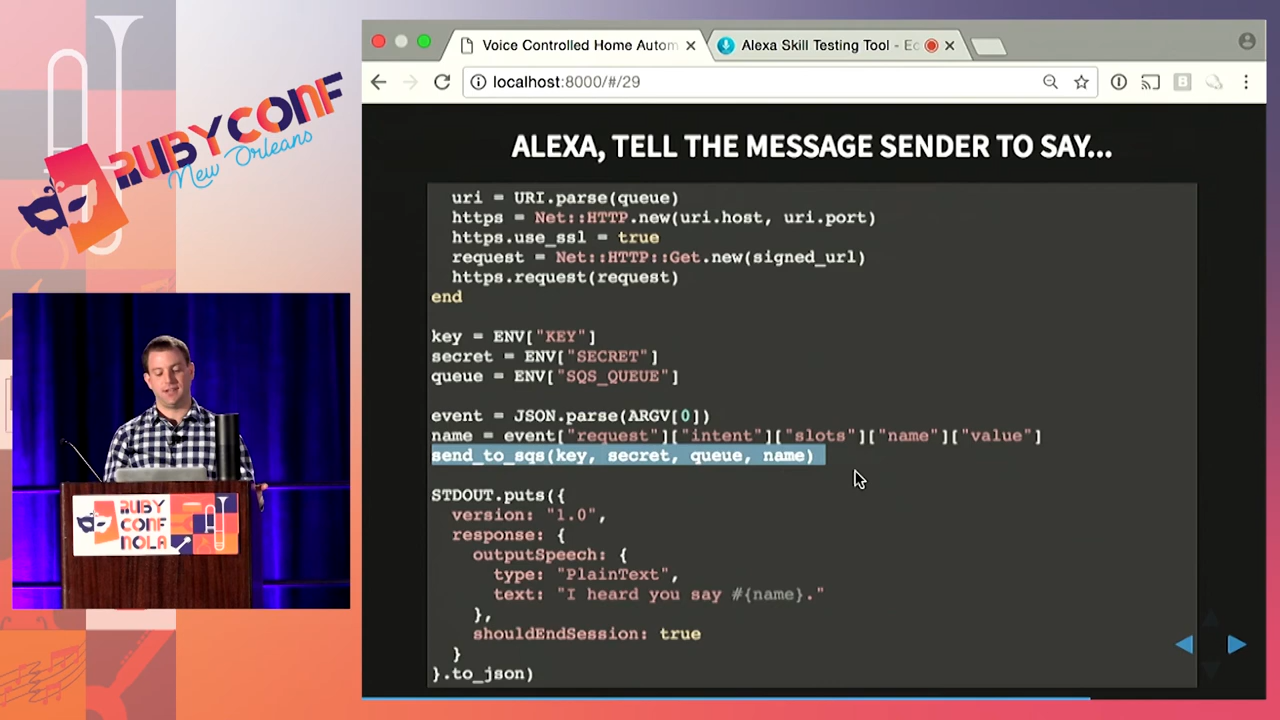 RUBYCONF
New Orleans
Voice Controlled Home Autom
Alexa Skill Testing Tool - Ec
localhost:8000/#/29
ALEXA, TELL THE MESSAGE SENDER TO SAY...
uri = URI.parse(queue)
https = Net::HTTP.new(uri.host, uri.port)
https.use_ssl = true
request = Net::HTTP::Get.new(signed_url)
https.request(request)
end
key = ENV["KEY"]
secret = ENV["SECRET"]
queue = ENV["SQS_QUEUE"]
event = JSON.parse(ARGV[0])
name = event["request"]["intent"]["slots"]["name"]["value"]
send_to_sqs(key, secret, queue, name)
STDOUT.puts({
version: "1.0",
response: {
outputSpeech: {
type: "PlainText",
text: "I heard you say #{name}."
},
shouldEndSession: true
}
}.to_json)
RUBY
CONF
NOLA